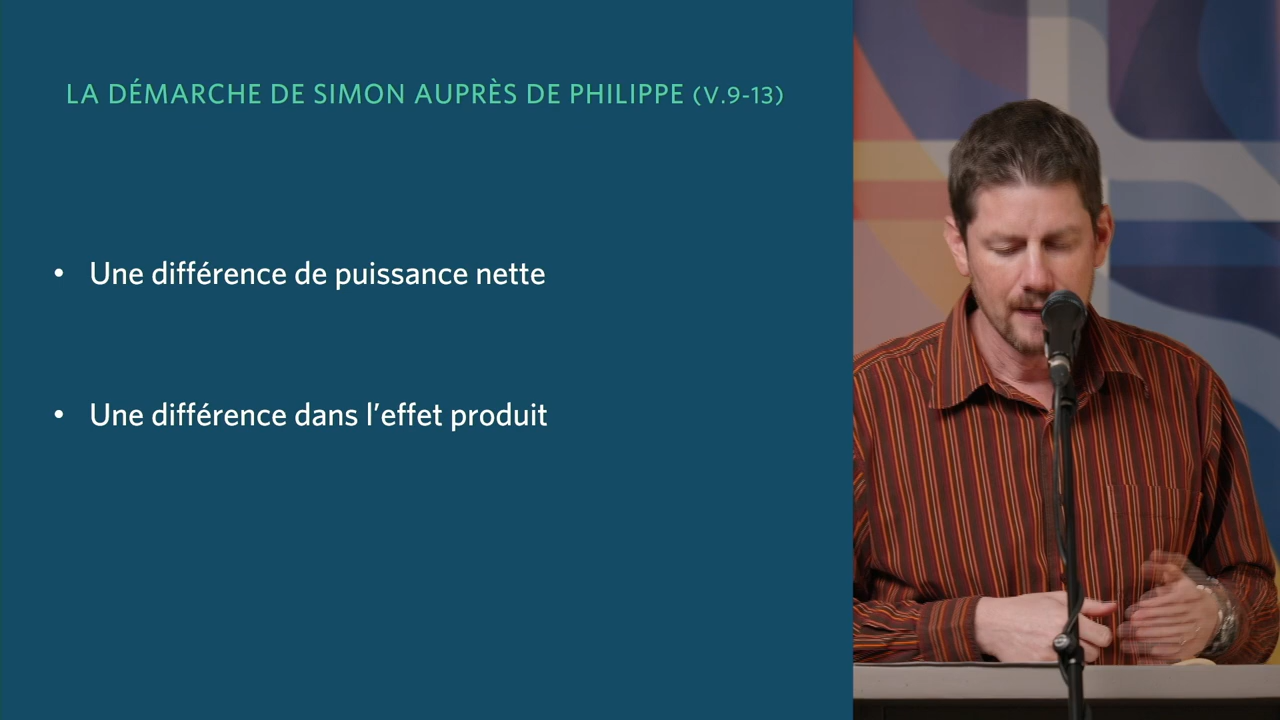 LA DÉMARCHE DE SIMON AUPRÈS DE PHILIPPE (V.9-13)
• Une différence de puissance nette
• Une différence dans l’effet produit